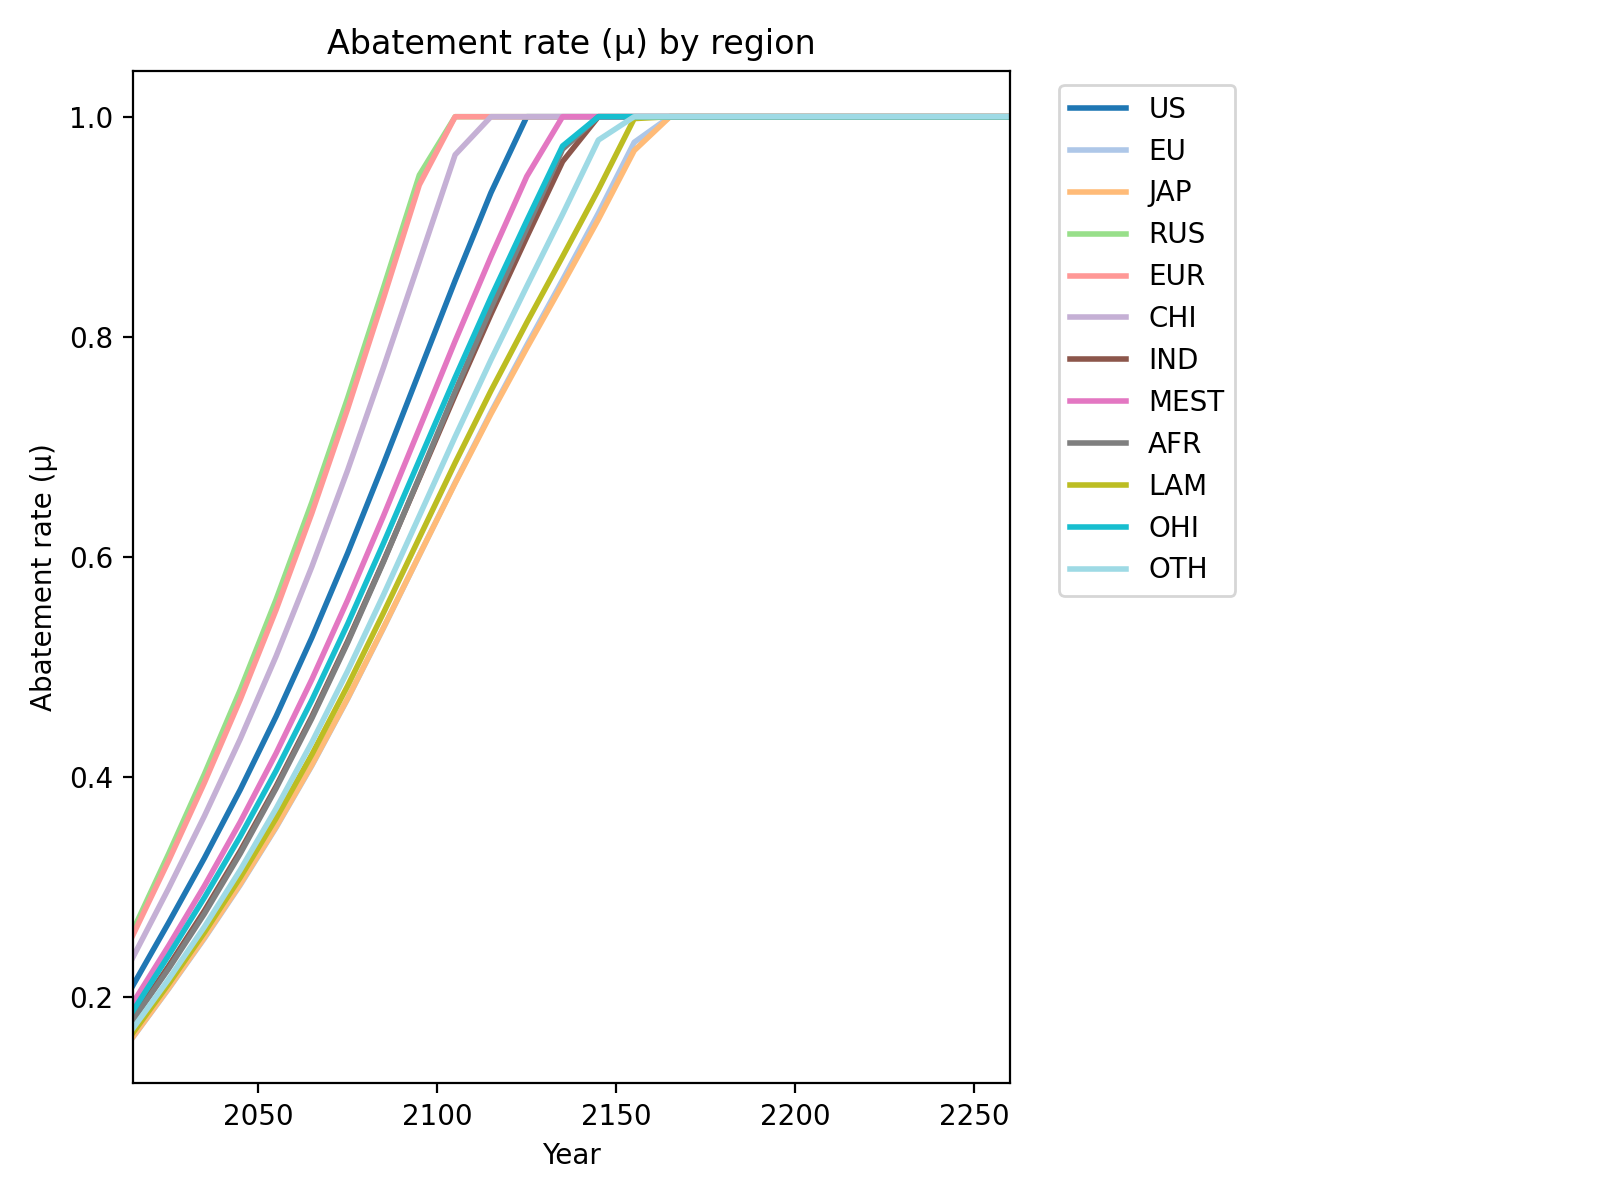 Abatement rate (μ) by region
1.0
0.8
0.6
0.4
0.2
Abatement rate (μ)
2050 2100 2150 2200 2250
Year
US
EU
JAP
RUS
EUR
CHI
IND
MEST
AFR
LAM
OHI
OTH